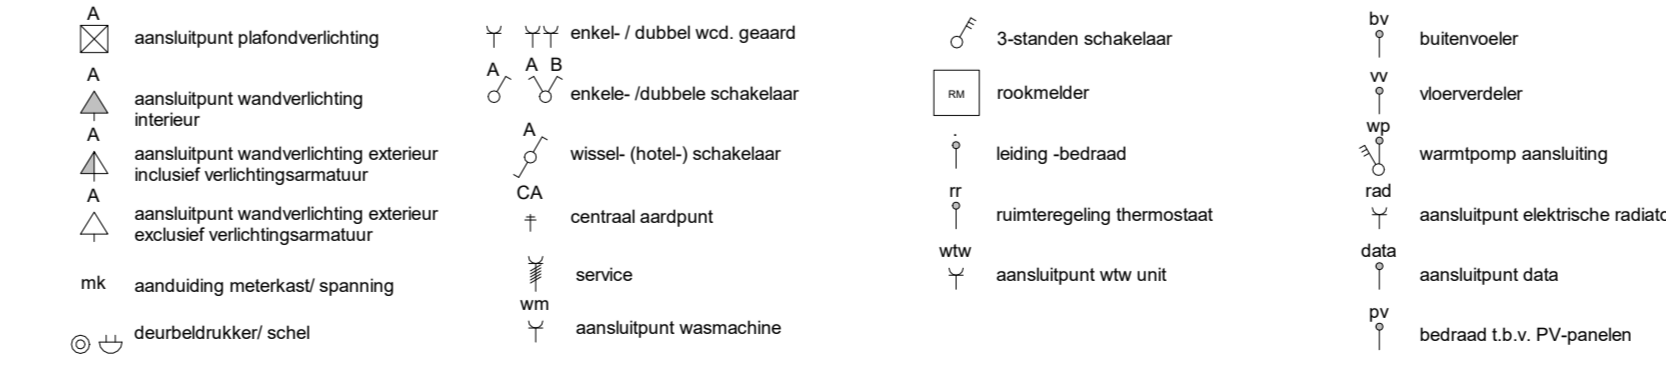 A
aansluitpunt plafondverlichting
A
aansluitpunt wandverlichting
interieur
A
aansluitpunt wandverlichting exterieur
inclusief verlichtingsarmatuur
A
aansluitpunt wandverlichting exterieur
exclusief verlichtingsarmatuur
mk aanduiding meterkast/ spanning
deurbeldrukker/ schel
enkel- / dubbel wcd. geaard
A A B
enkele- /dubbele schakelaar
A
wissel- (hotel-) schakelaar
CA
centraal aardpunt
service
wm
aansluitpunt wasmachine
3-standen schakelaar
RM rookmelder
leiding -bedraad
rr
ruimteregeling thermostaat
wtw
aansluitpunt wtw unit
bv
buitenvoeler
vv
vloerverdeler
wp
warmtpomp aansluiting
rad
aansluitpunt elektrische radiato
data
aansluitpunt data
pv
bedraad t.b.v. PV-panelen